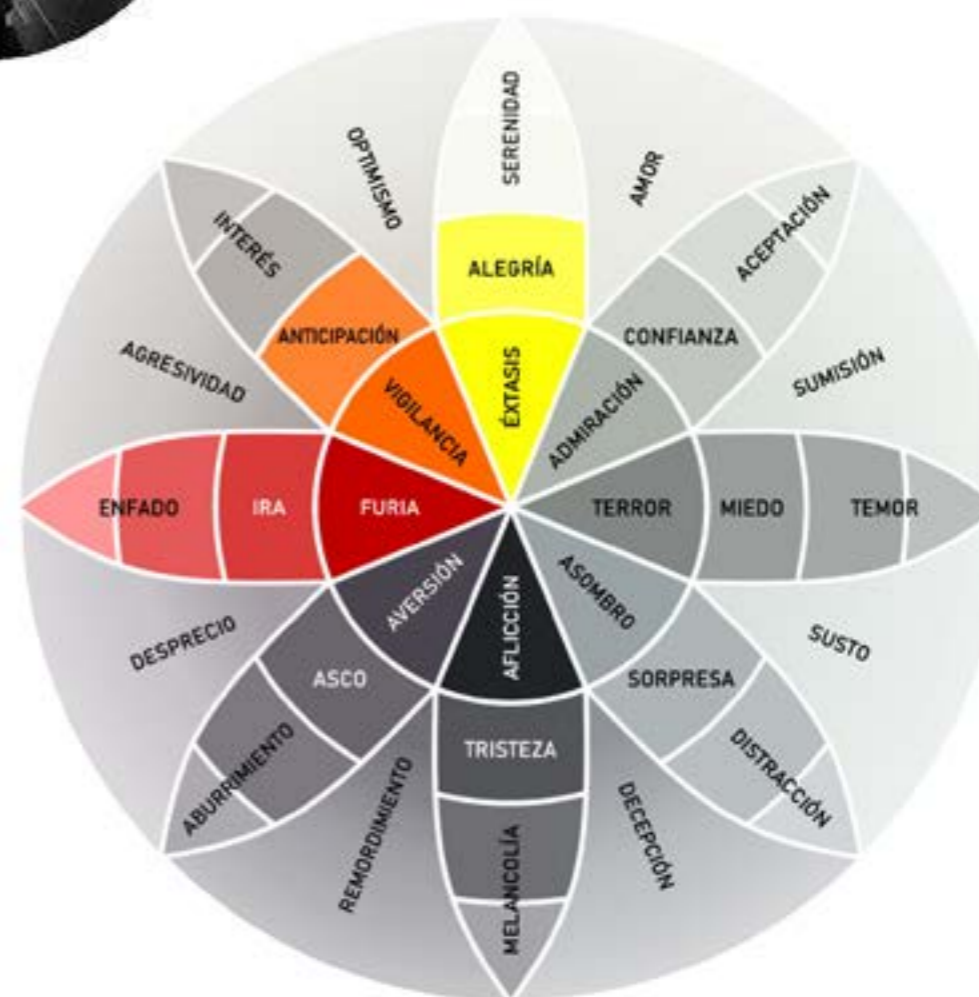 SERENIDAD
OPTIMISMO
AMOR
INTERÉS
ACEPTACIÓN
ALEGRÍA
ANTICIPACIÓN
CONFIANZA
AGRESIVIDAD
SUMISIÓN
VIGILANCIA
ÉXTASIS
ADMIRACIÓN
ENFADO
IRA
FURIA
TERROR
MIEDO
TEMOR
AVERSIÓN
AFLICCIÓN
ASOMBRO
DESPRECIO
SUSTO
ASCO
SORPRESA
TRISTEZA
ABURRIMIENTO
DISTRACCIÓN
REMORDIMIENTO
DECEPCIÓN
MELANCOLÍA